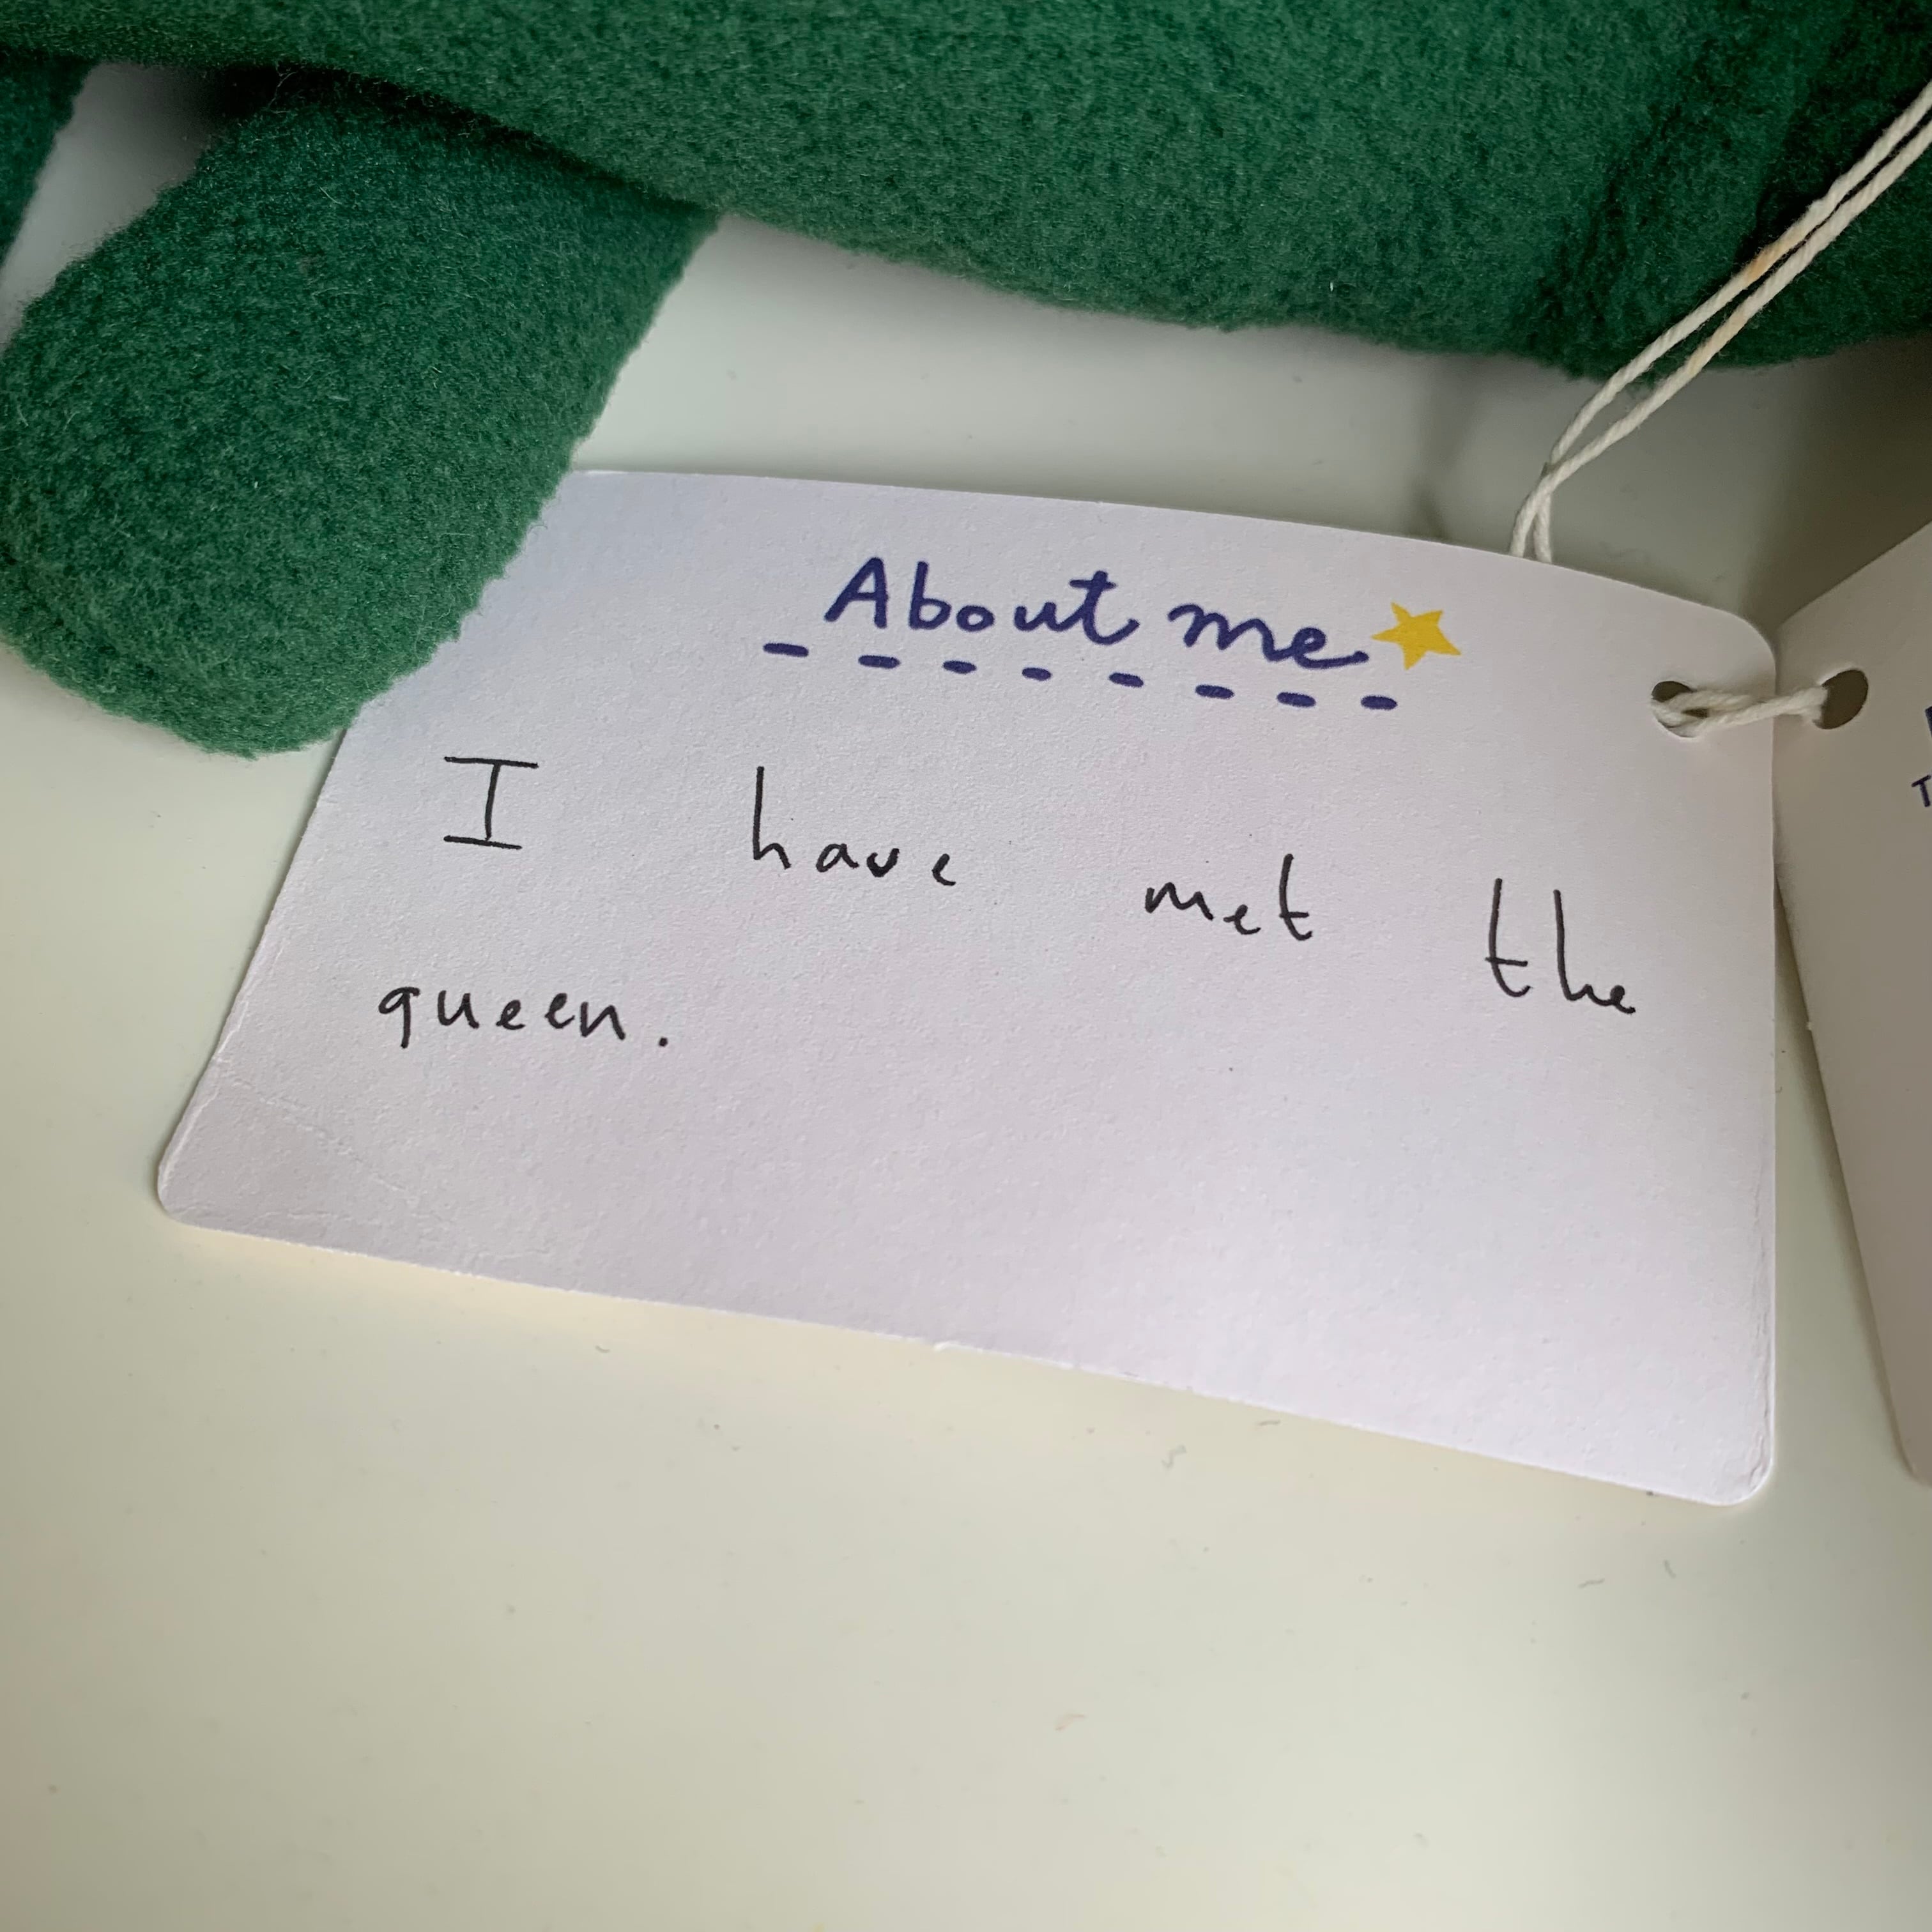 About me
I have met the
queen.